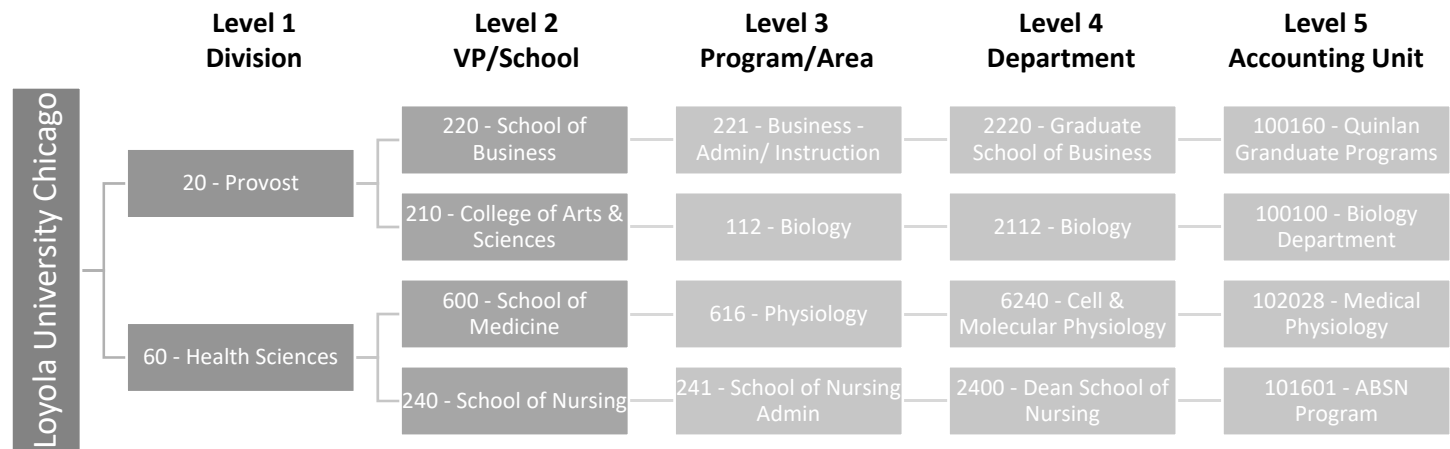 Level 1
Division
Level 2
VP/School
Level 3
Program/Area
Level 4
Department
Level 5
Accounting Unit
Loyola University Chicago
20 - Provost
220 - School of
Business
221 - Business -
Admin/ Instruction
2220 - Graduate
School of Business
100160 - Quinlan
Granduate Programs
210 - College of Arts &
Sciences
112 - Biology
2112 - Biology
100100 - Biology
Department
60 - Health Sciences
600 - School of
Medicine
616 - Physiology
6240 - Cell &
Molecular Physiology
102028 - Medical
Physiology
240 - School of Nursing
241 - School of Nursing
Admin
2400 - Dean School of
Nursing
101601 - ABSN
Program